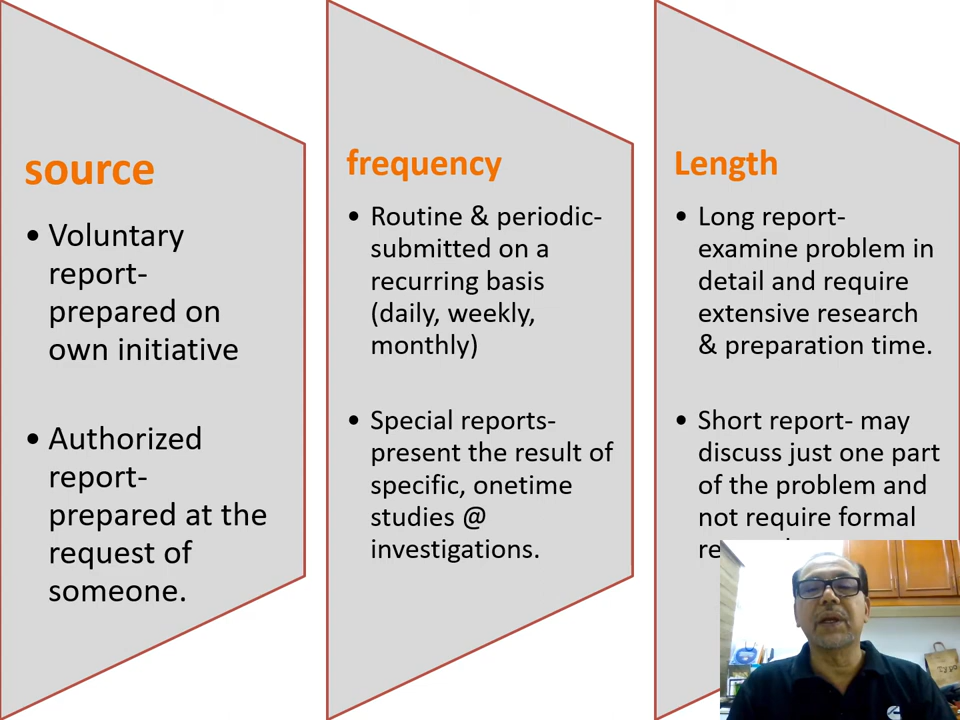 source
• Voluntary
report-
prepared on
own initiative
• Authorized
report-
prepared at the
request of
someone.
frequency
• Routine & periodic-
submitted on a
recurring basis
(daily, weekly,
monthly)
• Special reports-
present the result of
specific, onetime
studies @
investigations.
Length
• Long report-
examine problem in
detail and require
extensive research
& preparation time.
• Short report- may
discuss just one part
of the problem and
not require formal